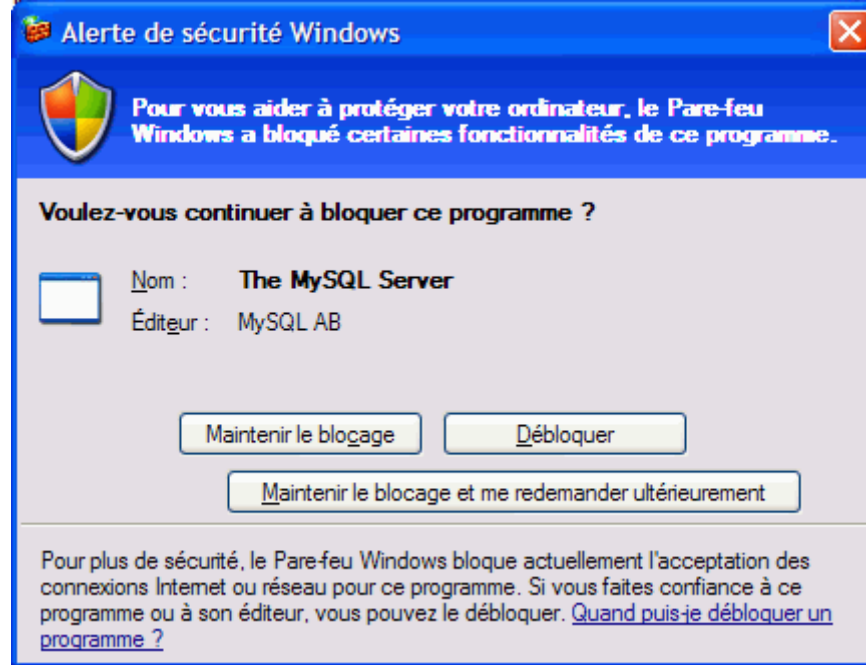 Alerte de sécurité Windows
Pour vous aider à protéger votre ordinateur, le Pare-feu
Windows a bloqué certaines fonctionnalités de ce programme.
Voulez-vous continuer à bloquer ce programme ?
Nom : The MySQL Server
Éditeur : MySQL AB
Maintenir le blocage Débloquer
Maintenir le blocage et me redemander ultérieurement
Pour plus de sécurité, le Pare-feu Windows bloque actuellement l'acceptation des
connexions Internet ou réseau pour ce programme. Si vous faites confiance à ce
programme ou à son éditeur, vous pouvez le débloquer. Quand puis-je débloquer un
programme ?